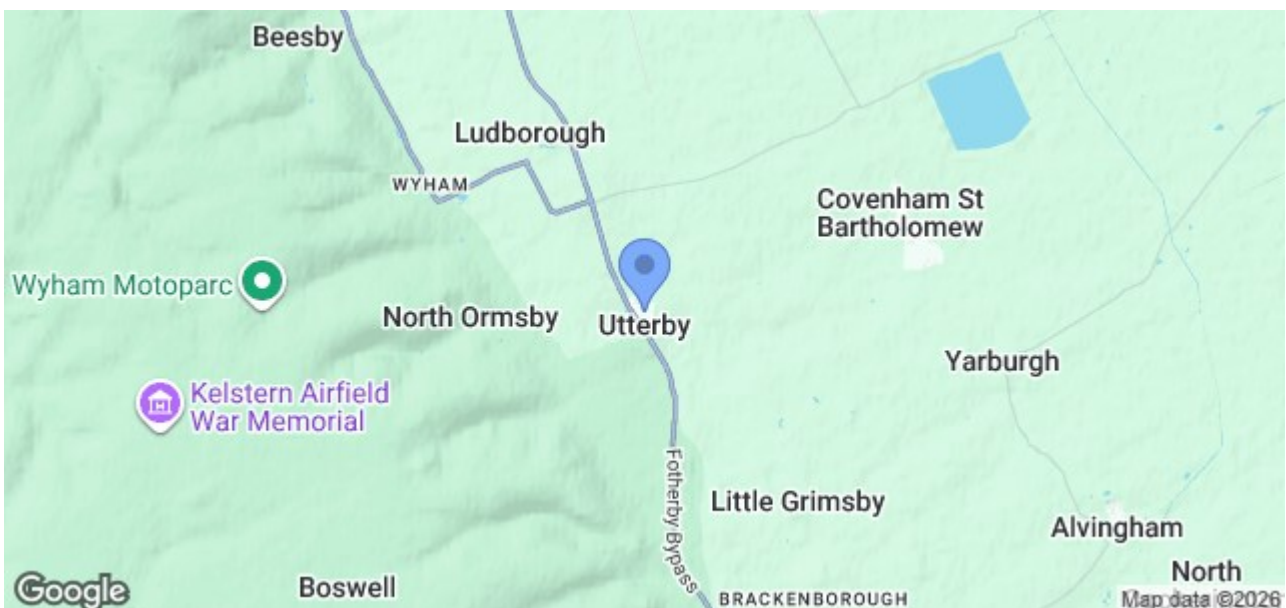 Beesby
Ludborough
WYHAM
Covenham St
Bartholomew
Wyham Motoparc
North Ormsby
Utterby
Yarburgh
Kelstern Airfield
War Memorial
Fotherby Bypass
Little Grimsby
Alvingham
Boswell
North
BRACKENBOROUGH
Google
Map data ©2026